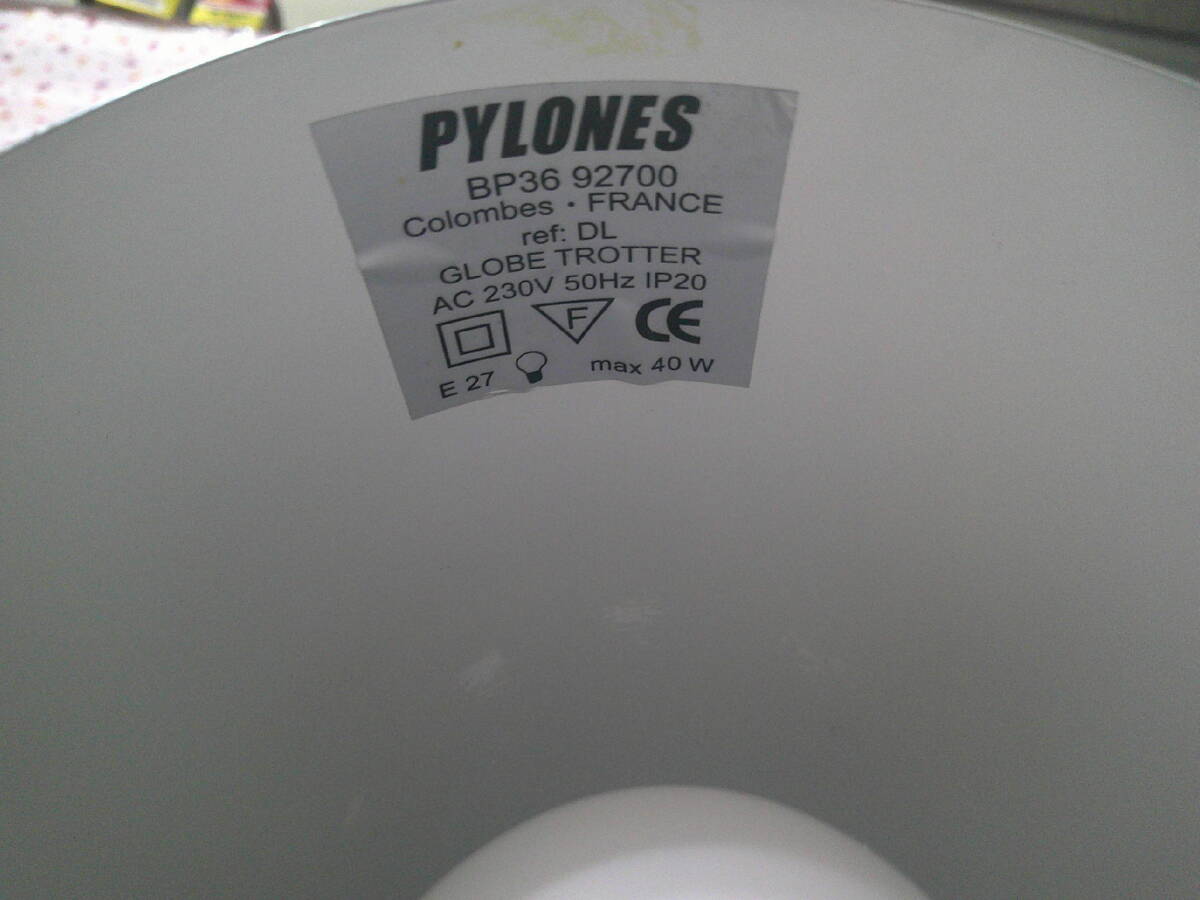 PYLONES
BP36 92700
Colombes · FRANCE
ref: DL
GLOBE TROTTER
AC 230V 50Hz IP20
F CE
E 27 max 40 W